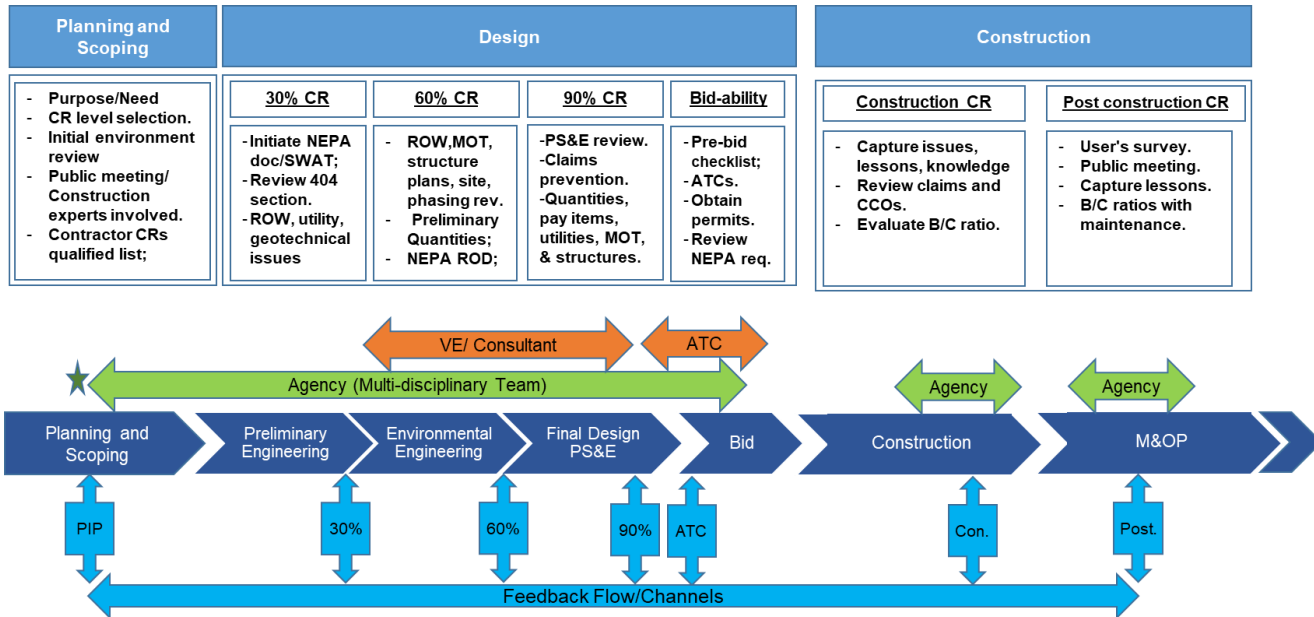 Planning and
Scoping
Design
Construction
- Purpose/Need
- CR level selection.
- Initial environment
review
- Public meeting/
Construction
experts involved.
- Contractor CRs
qualified list;
30% CR
-Initiate NEPA
doc/SWAT;
-Review 404
section.
-ROW, utility,
geotechnical
issues
60% CR
- ROW,MOT,
structure
plans, site,
phasing rev.
- Preliminary
Quantities;
- NEPA ROD;
90% CR
-PS&E review.
-Claims
prevention.
-Quantities,
pay items,
utilities, MOT,
& structures.
Bid-ability
-Pre-bid
checklist;
-ATCs.
-Obtain
permits.
-Review
NEPA req.
Construction CR
- Capture issues,
lessons, knowledge
- Review claims and
CCOs.
- Evaluate B/C ratio.
Post construction CR
- User's survey.
- Public meeting.
- Capture lessons.
- B/C ratios with
maintenance.
VE/ Consultant
ATC
Agency (Multi-disciplinary Team)
Agency
Agency
Planning and
Scoping
Preliminary
Engineering
Environmental
Engineering
Final Design
PS&E
Bid
Construction
M&OP
PIP
30%
60%
90%
ATC
Con.
Post.
Feedback Flow/Channels